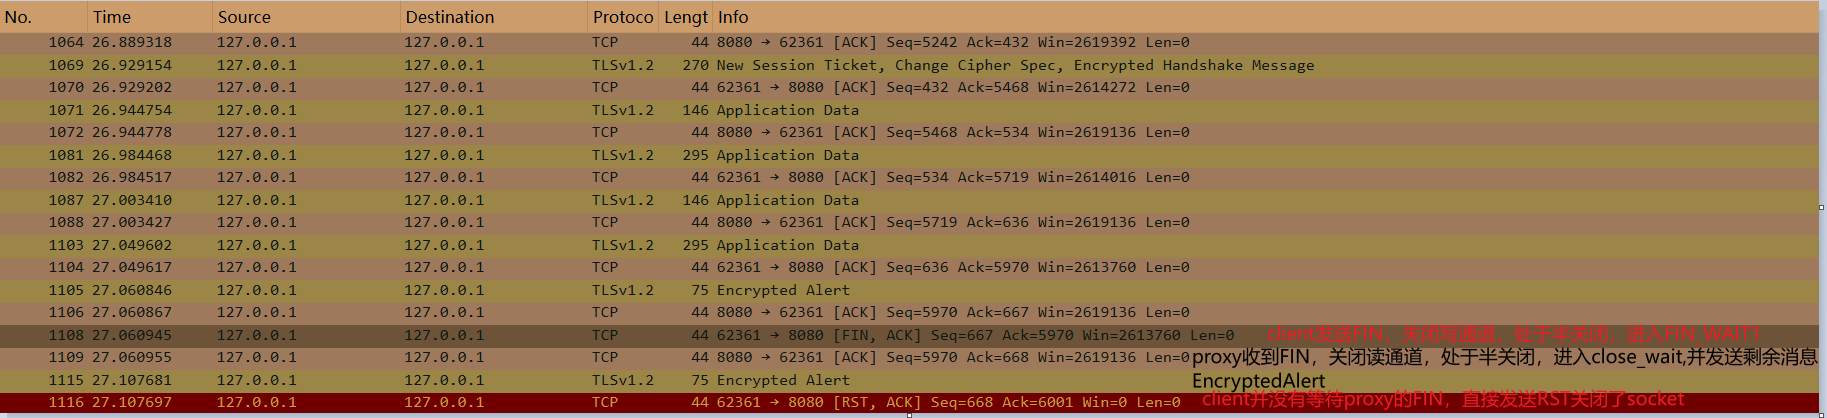 No. Time Source Destination Protoco Lengt Info
1064 26.889318 127.0.0.1 127.0.0.1 TCP 44 8080 → 62361 [ACK] Seq=5242 Ack=432 Win=2619392 Len=0
1069 26.929154 127.0.0.1 127.0.0.1 TLSv1.2 270 New Session Ticket, Change Cipher Spec, Encrypted Handshake Message
1070 26.929202 127.0.0.1 127.0.0.1 TCP 44 62361 → 8080 [ACK] Seq=432 Ack=5468 Win=2614272 Len=0
1071 26.944754 127.0.0.1 127.0.0.1 TLSv1.2 146 Application Data
1072 26.944778 127.0.0.1 127.0.0.1 TCP 44 8080 → 62361 [ACK] Seq=5468 Ack=534 Win=2619136 Len=0
1081 26.984468 127.0.0.1 127.0.0.1 TLSv1.2 295 Application Data
1082 26.984517 127.0.0.1 127.0.0.1 TCP 44 62361 → 8080 [ACK] Seq=534 Ack=5719 Win=2614016 Len=0
1087 27.003410 127.0.0.1 127.0.0.1 TLSv1.2 146 Application Data
1088 27.003427 127.0.0.1 127.0.0.1 TCP 44 8080 → 62361 [ACK] Seq=5719 Ack=636 Win=2619136 Len=0
1103 27.049602 127.0.0.1 127.0.0.1 TLSv1.2 295 Application Data
1104 27.049617 127.0.0.1 127.0.0.1 TCP 44 62361 → 8080 [ACK] Seq=636 Ack=5970 Win=2613760 Len=0
1105 27.060846 127.0.0.1 127.0.0.1 TLSv1.2 75 Encrypted Alert
1106 27.060867 127.0.0.1 127.0.0.1 TCP 44 8080 → 62361 [ACK] Seq=5970 Ack=667 Win=2619136 Len=0
1108 27.060945 127.0.0.1 127.0.0.1 TCP 44 62361 → 8080 [FIN, ACK] Seq=667 Ack=5970 Win=2613760 Len=0 client发送FIN，关闭写通道，处于半关闭，进入FIN_WAIT1
1109 27.060955 127.0.0.1 127.0.0.1 TCP 44 8080 → 62361 [ACK] Seq=5970 Ack=668 Win=2619136 Len=0 proxy收到FIN，关闭读通道，处于半关闭，进入close_wait,并发送剩余消息
1115 27.107681 127.0.0.1 127.0.0.1 TLSv1.2 75 Encrypted Alert EncryptedAlert
1116 27.107697 127.0.0.1 127.0.0.1 TCP 44 62361 → 8080 [RST, ACK] Seq=668 Ack=6001 Win=0 Len=0 client并没有等待proxy的FIN，直接发送RST关闭了socket